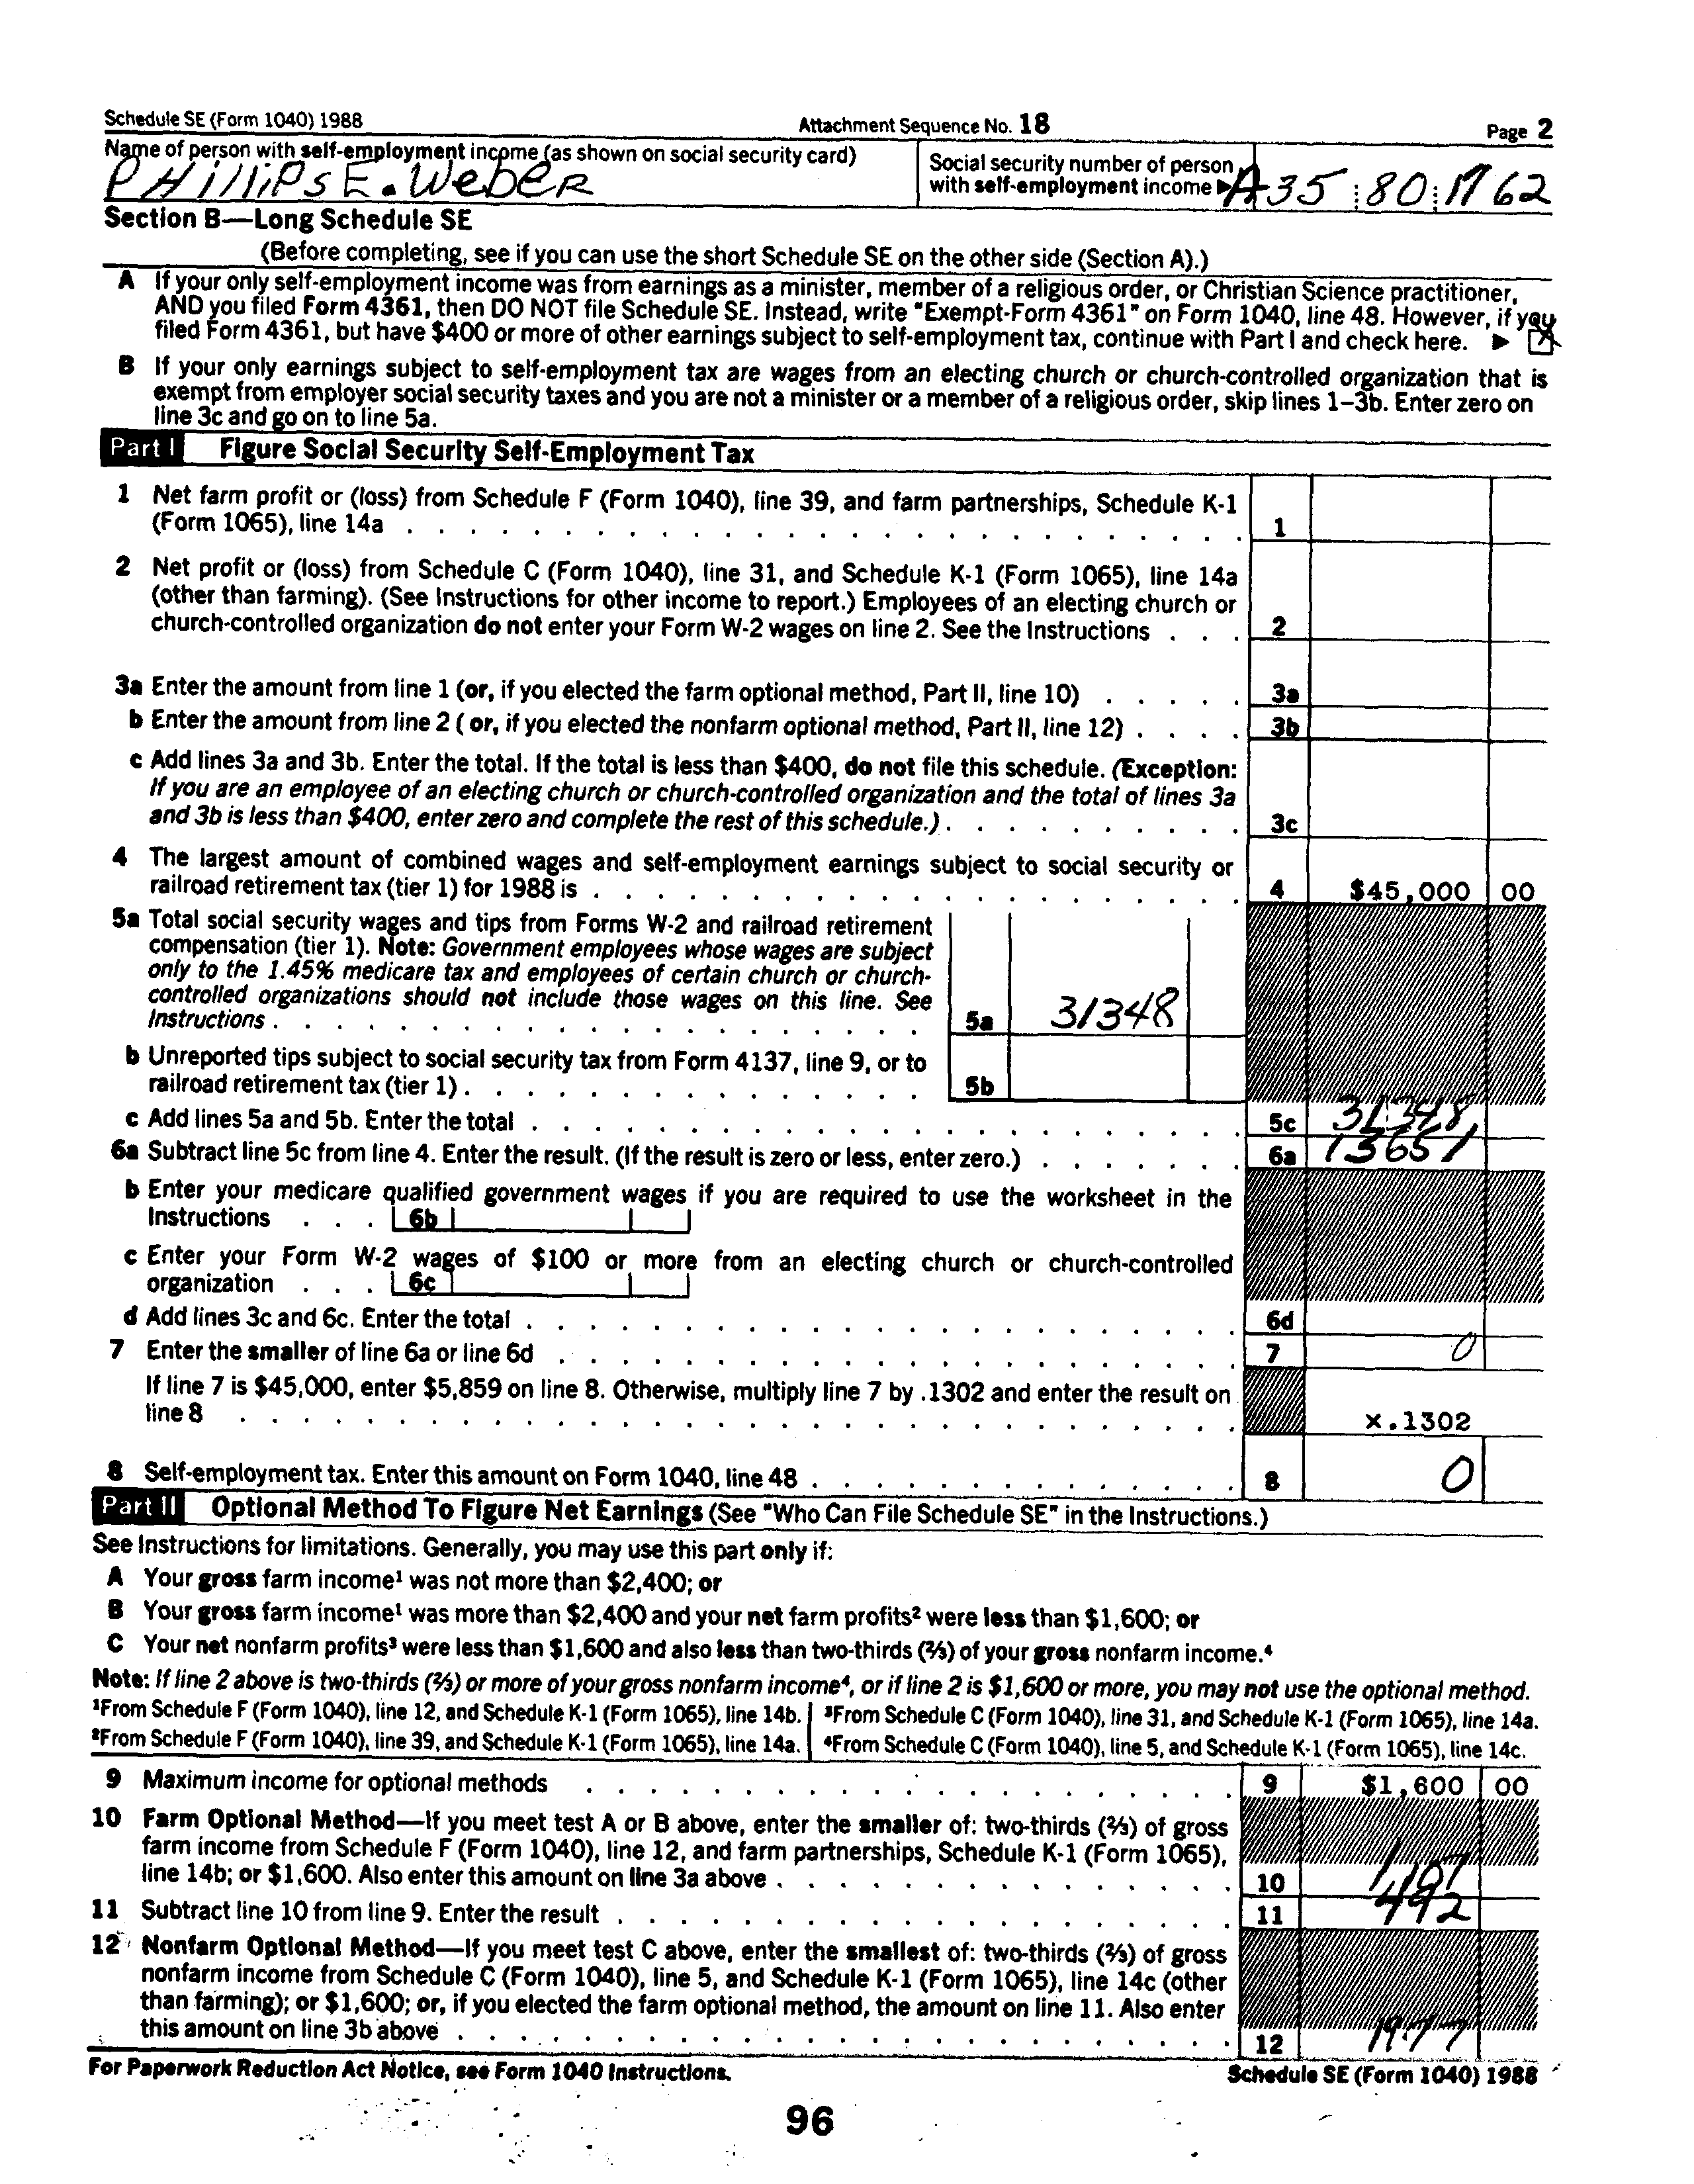 Schedule SE (Form 1040) 1988 Attachment Sequence No. 18 Page 2
Name of person with self-employment income (as shown on social security card)
PHillips E. WebeR
Social security number of person
with self-employment income ▶ A35 80 1762
Section B—Long Schedule SE
(Before completing, see if you can use the short Schedule SE on the other side (Section A).)
A If your only self-employment income was from earnings as a minister, member of a religious order, or Christian Science practitioner,
AND you filed Form 4361, then DO NOT file Schedule SE. Instead, write "Exempt-Form 4361" on Form 1040, line 48. However, if you
filed Form 4361, but have $400 or more of other earnings subject to self-employment tax, continue with Part I and check here. ▶ X
B If your only earnings subject to self-employment tax are wages from an electing church or church-controlled organization that is
exempt from employer social security taxes and you are not a minister or a member of a religious order, skip lines 1–3b. Enter zero on
line 3c and go on to line 5a.
Part I Figure Social Security Self-Employment Tax
1 Net farm profit or (loss) from Schedule F (Form 1040), line 39, and farm partnerships, Schedule K-1
(Form 1065), line 14a . . . 1
2 Net profit or (loss) from Schedule C (Form 1040), line 31, and Schedule K-1 (Form 1065), line 14a
(other than farming). (See Instructions for other income to report.) Employees of an electing church or
church-controlled organization do not enter your Form W-2 wages on line 2. See the Instructions . . . 2
3a Enter the amount from line 1 (or, if you elected the farm optional method, Part II, line 10) . . . 3a
b Enter the amount from line 2 ( or, if you elected the nonfarm optional method, Part II, line 12) . . . 3b
c Add lines 3a and 3b. Enter the total. If the total is less than $400, do not file this schedule. (Exception:
If you are an employee of an electing church or church-controlled organization and the total of lines 3a
and 3b is less than $400, enter zero and complete the rest of this schedule.) . . . 3c
4 The largest amount of combined wages and self-employment earnings subject to social security or
railroad retirement tax (tier 1) for 1988 is . . . 4 $45,000 00
5a Total social security wages and tips from Forms W-2 and railroad retirement
compensation (tier 1). Note: Government employees whose wages are subject
only to the 1.45% medicare tax and employees of certain church or church-
controlled organizations should not include those wages on this line. See
Instructions . . . 5a 31348
b Unreported tips subject to social security tax from Form 4137, line 9, or to
railroad retirement tax (tier 1) . . . 5b
c Add lines 5a and 5b. Enter the total . . . 5c 31348
6a Subtract line 5c from line 4. Enter the result. (If the result is zero or less, enter zero.) . . . 6a 13651
b Enter your medicare qualified government wages if you are required to use the worksheet in the
Instructions . . . 6b
c Enter your Form W-2 wages of $100 or more from an electing church or church-controlled
organization . . . 6c
d Add lines 3c and 6c. Enter the total . . . 6d
7 Enter the smaller of line 6a or line 6d . . . 7 0
If line 7 is $45,000, enter $5,859 on line 8. Otherwise, multiply line 7 by .1302 and enter the result on
line 8 . . . x.1302
8 Self-employment tax. Enter this amount on Form 1040, line 48 . . . 8 0
Part II Optional Method To Figure Net Earnings (See "Who Can File Schedule SE" in the Instructions.)
See Instructions for limitations. Generally, you may use this part only if:
A Your gross farm income¹ was not more than $2,400; or
B Your gross farm income¹ was more than $2,400 and your net farm profits² were less than $1,600; or
C Your net nonfarm profits³ were less than $1,600 and also less than two-thirds (⅔) of your gross nonfarm income.⁴
Note: If line 2 above is two-thirds (⅔) or more of your gross nonfarm income⁴, or if line 2 is $1,600 or more, you may not use the optional method.
¹From Schedule F (Form 1040), line 12, and Schedule K-1 (Form 1065), line 14b. ³From Schedule C (Form 1040), line 31, and Schedule K-1 (Form 1065), line 14a.
²From Schedule F (Form 1040), line 39, and Schedule K-1 (Form 1065), line 14a. ⁴From Schedule C (Form 1040), line 5, and Schedule K-1 (Form 1065), line 14c.
9 Maximum income for optional methods . . . 9 $1,600 00
10 Farm Optional Method—If you meet test A or B above, enter the smaller of: two-thirds (⅔) of gross
farm income from Schedule F (Form 1040), line 12, and farm partnerships, Schedule K-1 (Form 1065),
line 14b; or $1,600. Also enter this amount on line 3a above . . . 10 1107
11 Subtract line 10 from line 9. Enter the result . . . 11 492
12 Nonfarm Optional Method—If you meet test C above, enter the smallest of: two-thirds (⅔) of gross
nonfarm income from Schedule C (Form 1040), line 5, and Schedule K-1 (Form 1065), line 14c (other
than farming); or $1,600; or, if you elected the farm optional method, the amount on line 11. Also enter
this amount on line 3b above . . . 12 1977
For Paperwork Reduction Act Notice, see Form 1040 Instructions. Schedule SE (Form 1040) 1988
96